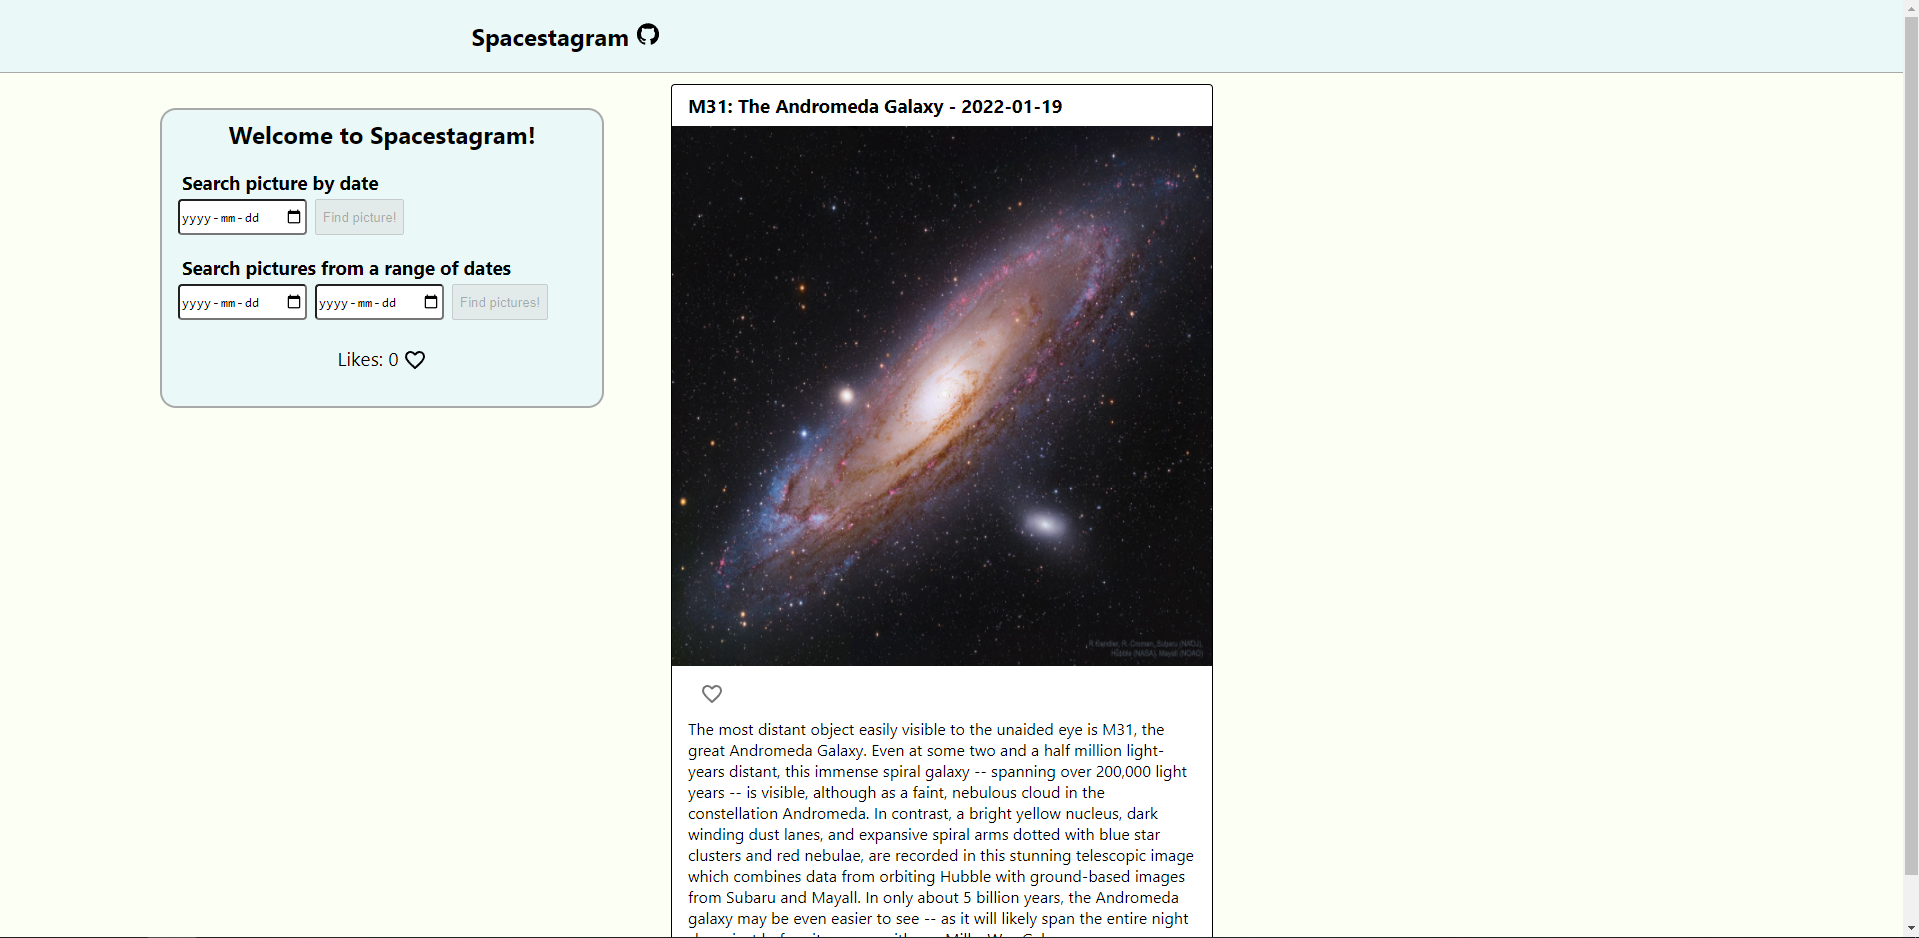 Spacestagram
Welcome to Spacestagram!
Search picture by date
yyyy-mm-dd
Find picture!
Search pictures from a range of dates
yyyy-mm-dd yyyy-mm-dd Find pictures!
Likes: 0
M31: The Andromeda Galaxy - 2022-01-19
Hubble (NASA), Mayall (NOAO)
The most distant object easily visible to the unaided eye is M31, the
great Andromeda Galaxy. Even at some two and a half million light-
years distant, this immense spiral galaxy -- spanning over 200,000 light
years -- is visible, although as a faint, nebulous cloud in the
constellation Andromeda. In contrast, a bright yellow nucleus, dark
winding dust lanes, and expansive spiral arms dotted with blue star
clusters and red nebulae, are recorded in this stunning telescopic image
which combines data from orbiting Hubble with ground-based images
from Subaru and Mayall. In only about 5 billion years, the Andromeda
galaxy may be even easier to see -- as it will likely span the entire night